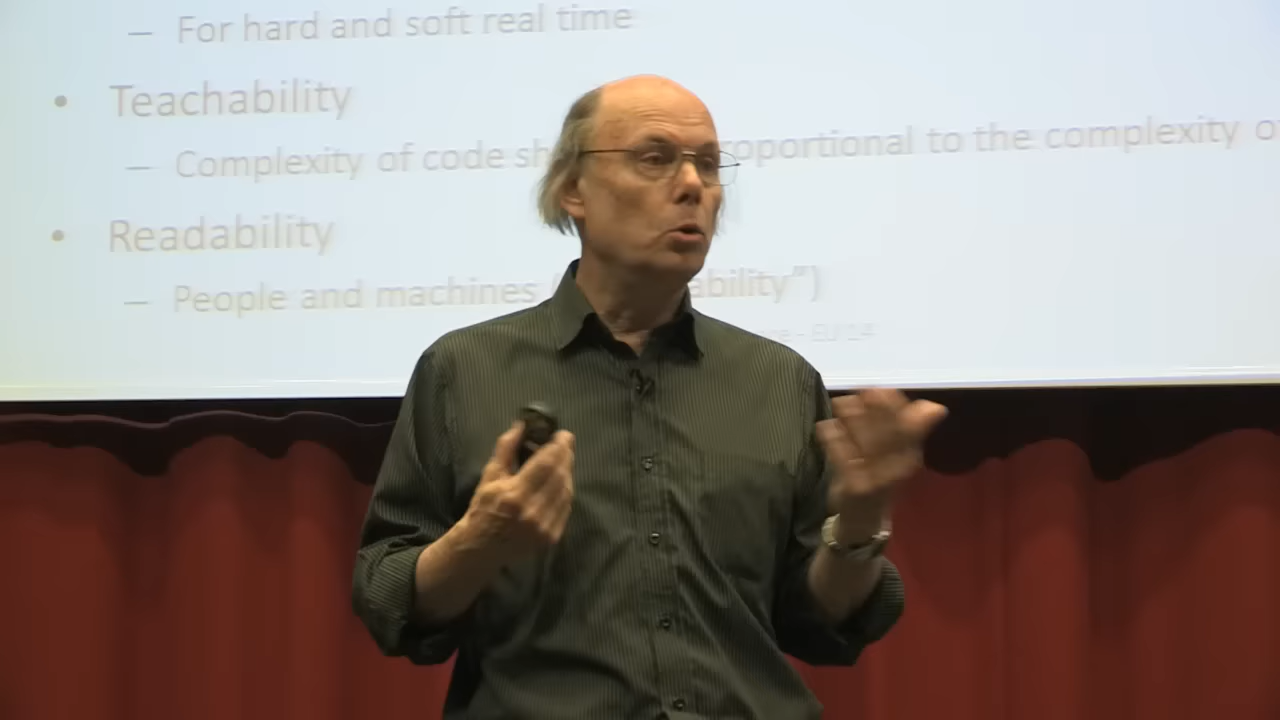 – For hard and soft real time
• Teachability
– Complexity of code sh oportional to the complexity o
• Readability
– People and machines ( ability”)